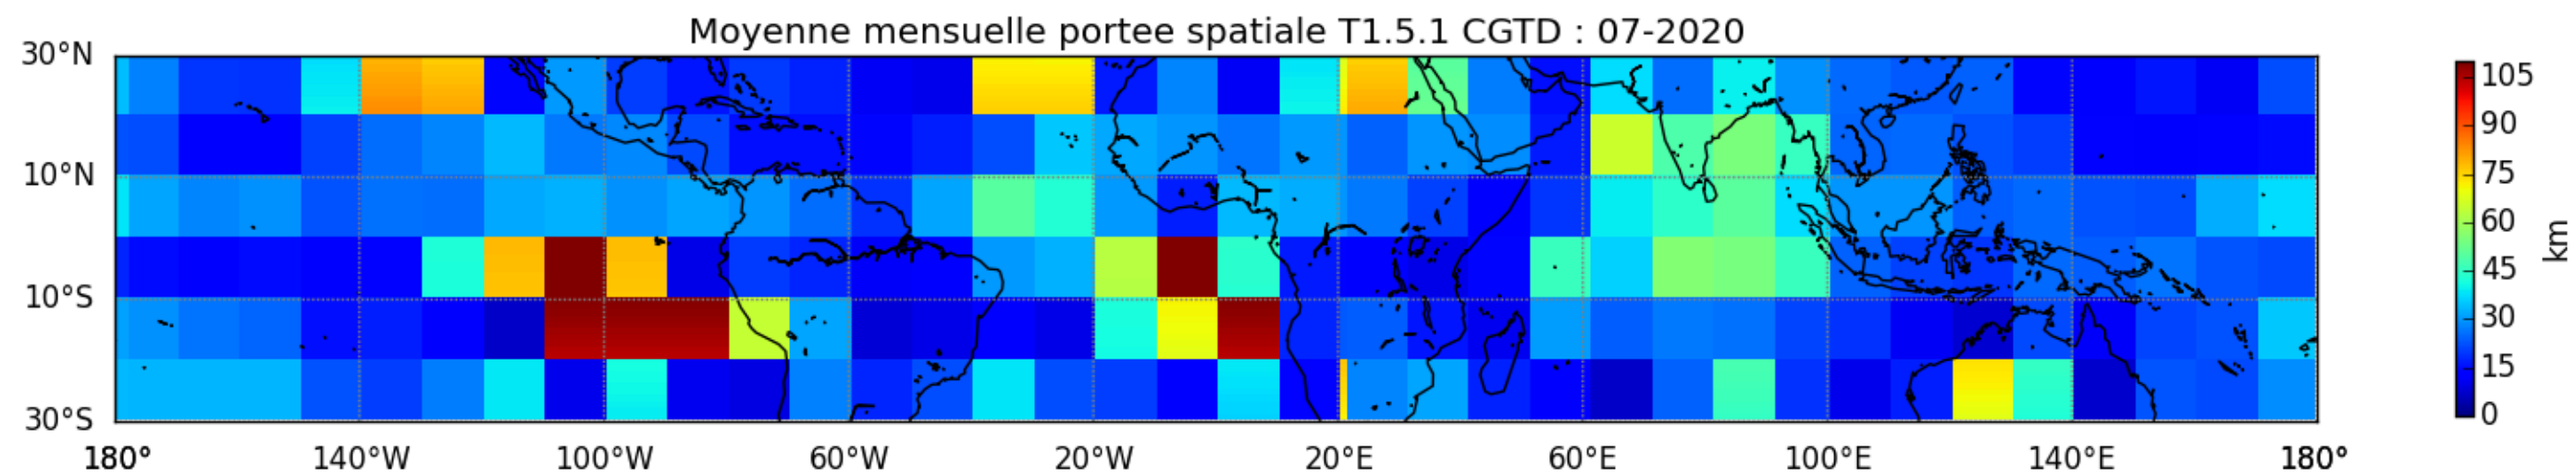 Moyenne mensuelle portee spatiale T1.5.1 CGTD : 07-2020
30°N
10°N
10°S
30°S
180° 140°W 100°W 60°W 20°W 20°E 60°E 100°E 140°E 180°
105
90
75
60
45
30
15
0
km